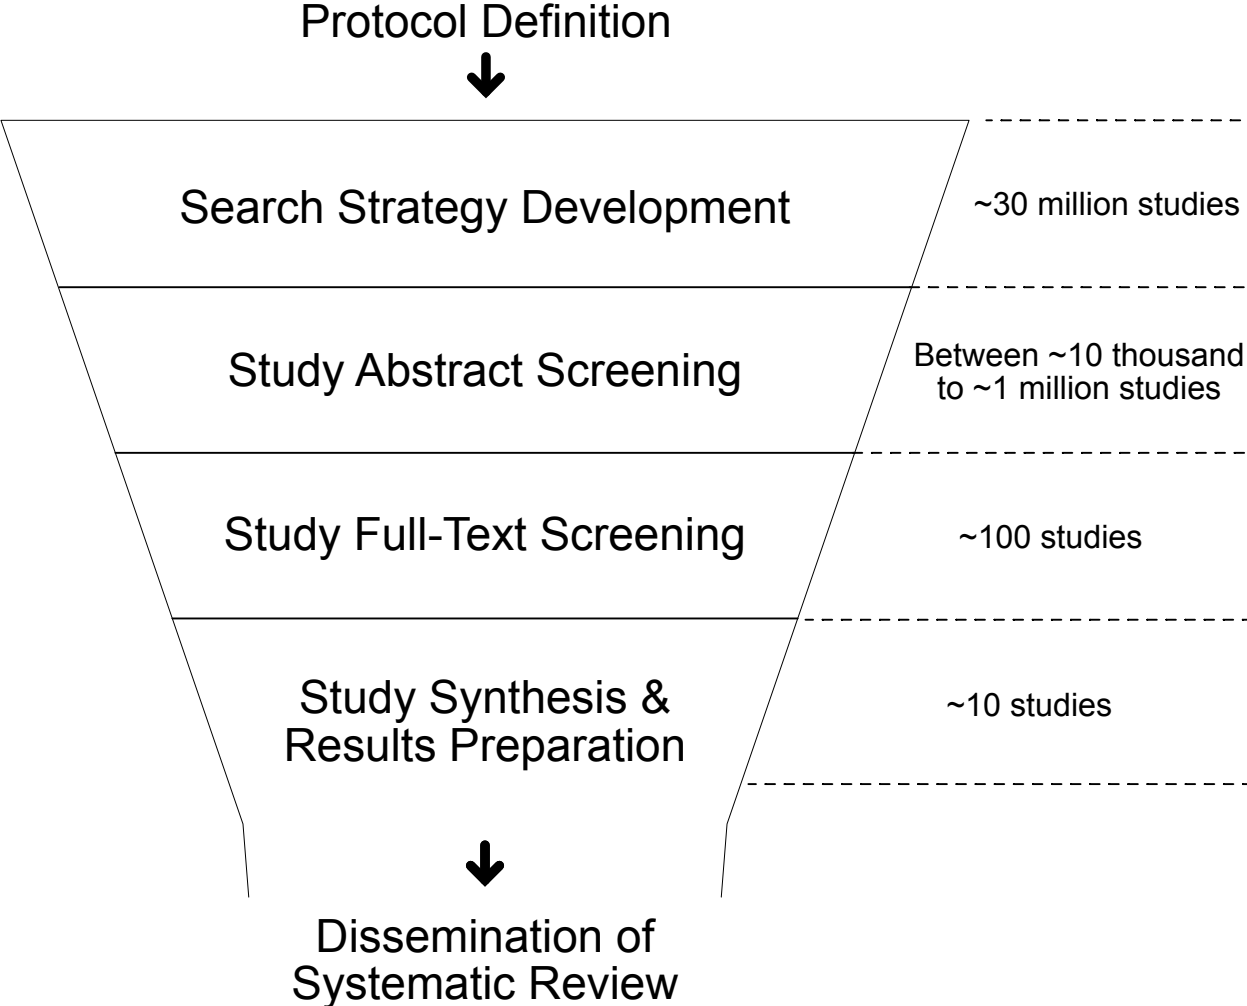 Protocol Definition
Search Strategy Development
~30 million studies
Study Abstract Screening
Between ~10 thousand
to ~1 million studies
Study Full-Text Screening
~100 studies
Study Synthesis &
Results Preparation
~10 studies
Dissemination of
Systematic Review